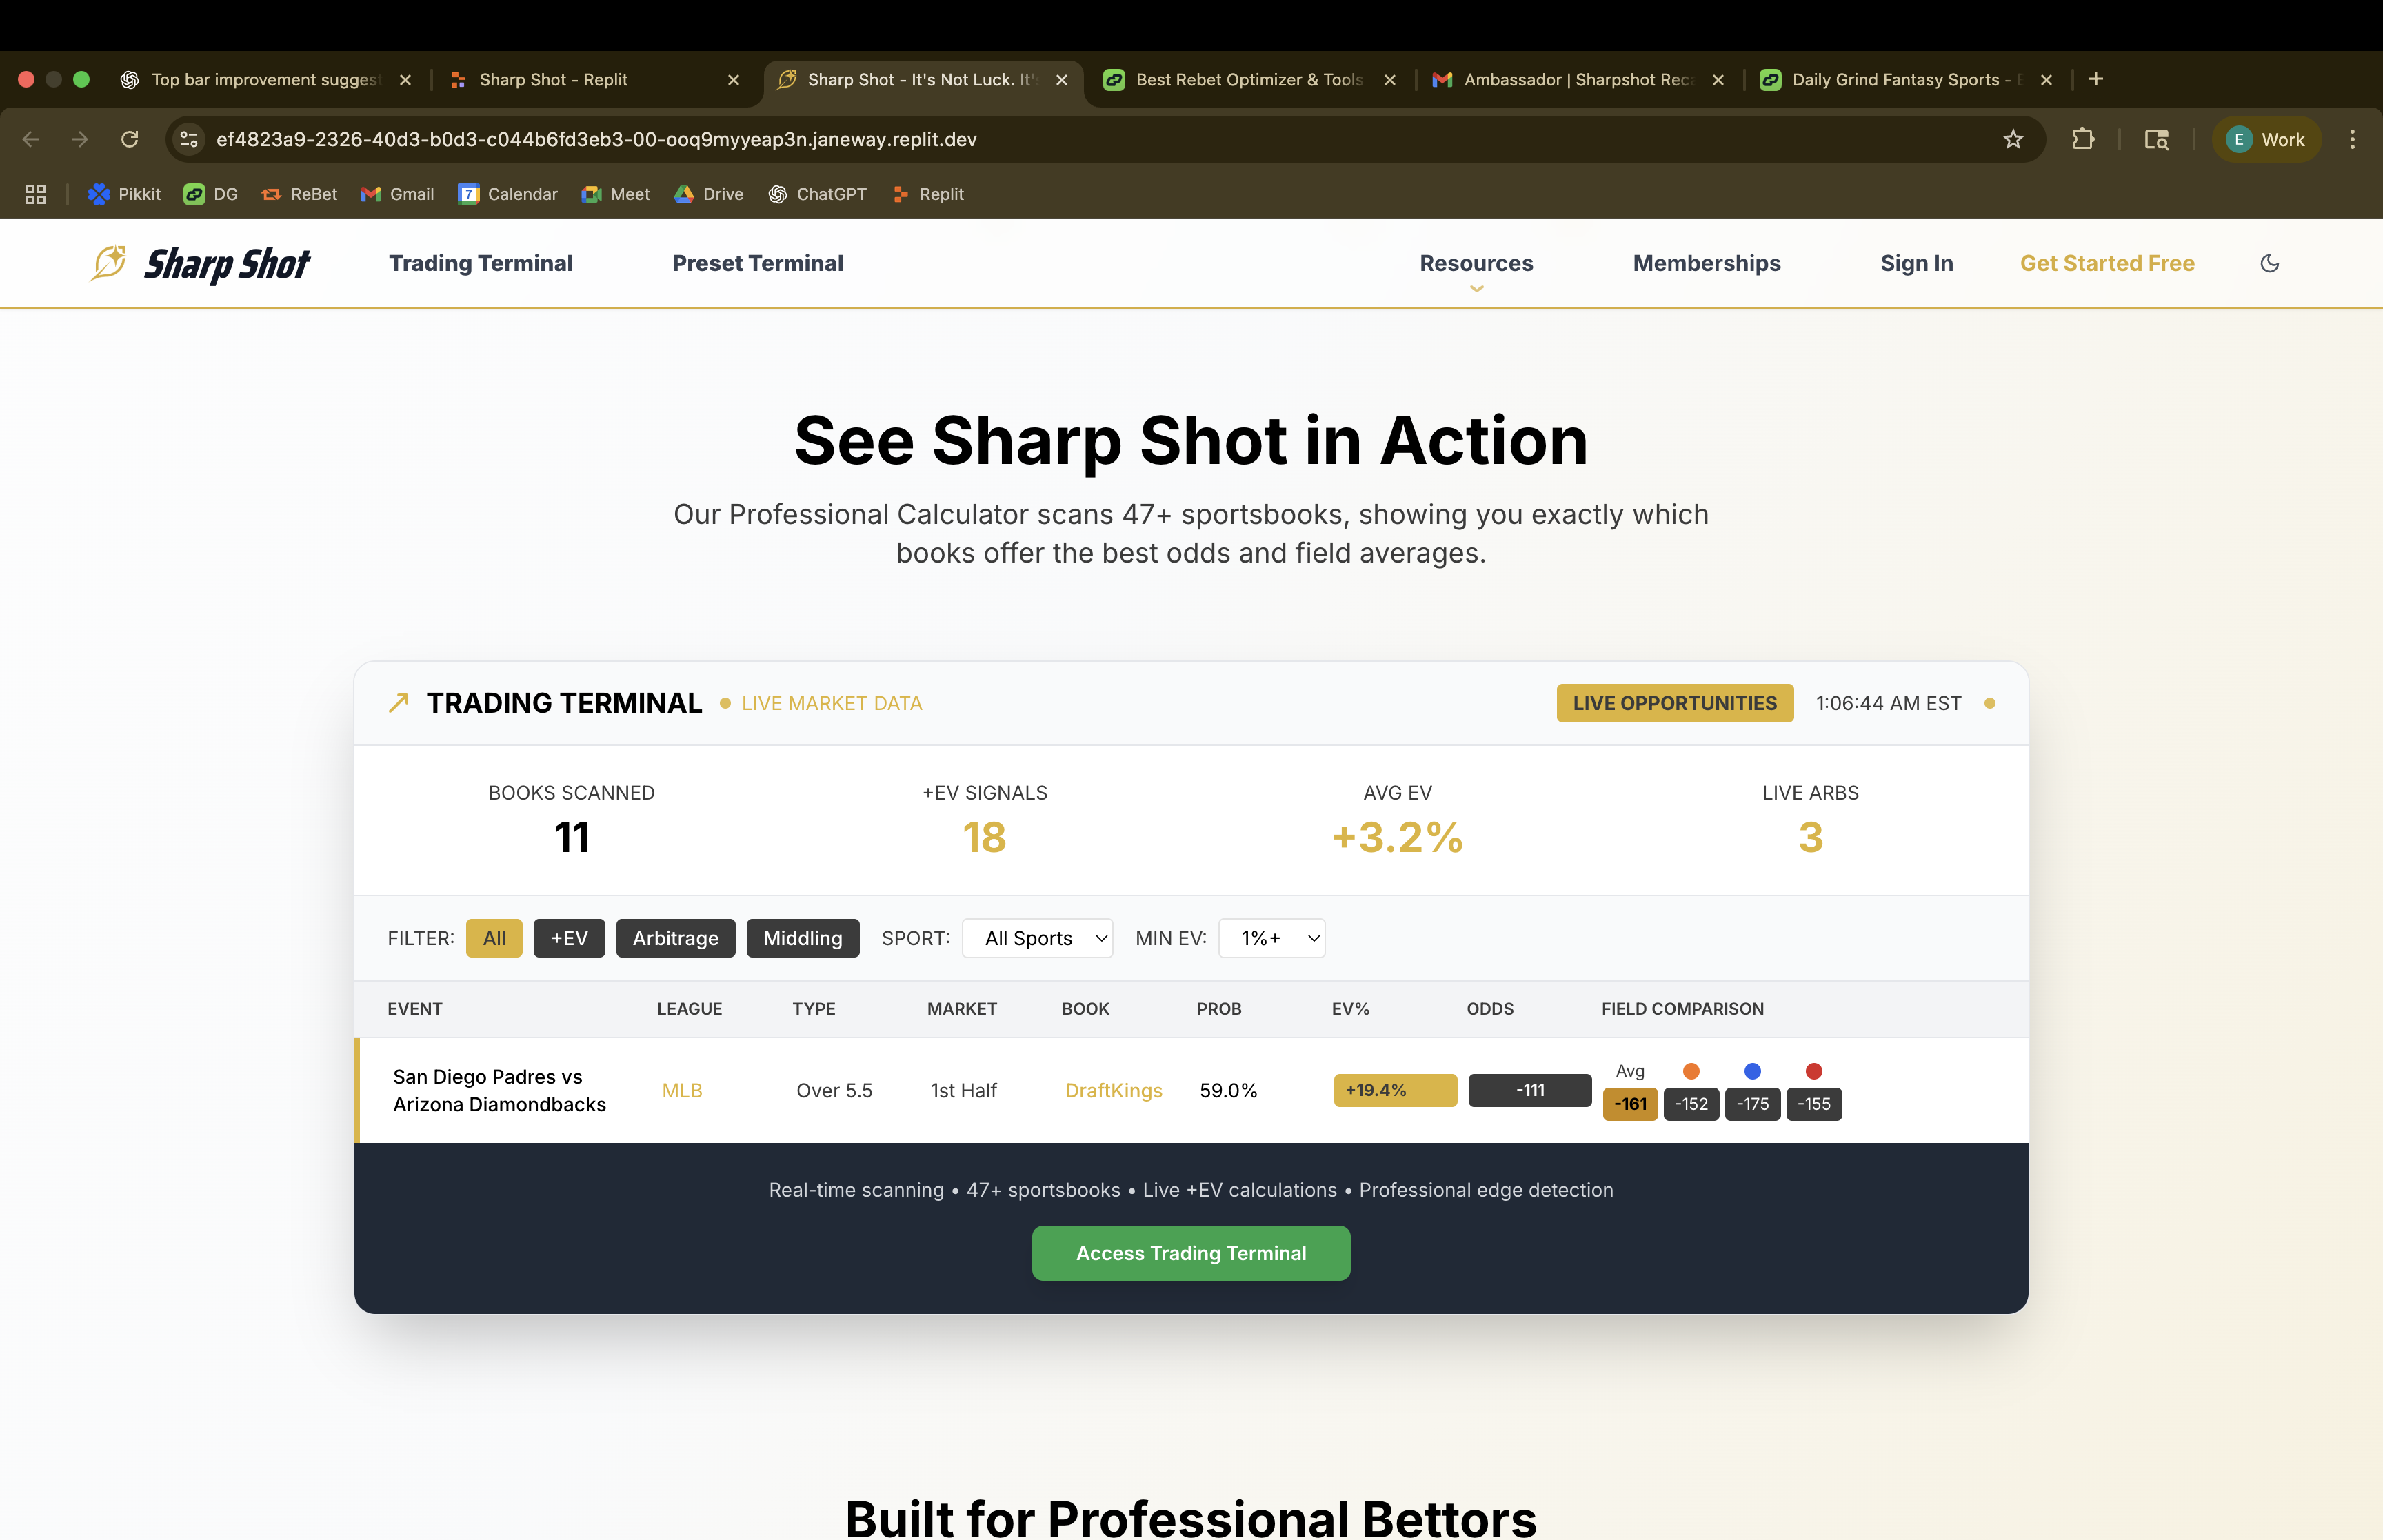 Top bar improvement suggest
Sharp Shot - Replit
Sharp Shot - It's Not Luck. It's
Best Rebet Optimizer & Tools
Ambassador | Sharpshot Reca
Daily Grind Fantasy Sports - E
ef4823a9-2326-40d3-b0d3-c044b6fd3eb3-00-ooq9myyeap3n.janeway.replit.dev
E Work
Pikkit
DG
ReBet
Gmail
7 Calendar
Meet
Drive
ChatGPT
Replit
Sharp Shot
Trading Terminal
Preset Terminal
Resources
Memberships
Sign In
Get Started Free
See Sharp Shot in Action
Our Professional Calculator scans 47+ sportsbooks, showing you exactly which
books offer the best odds and field averages.
TRADING TERMINAL LIVE MARKET DATA LIVE OPPORTUNITIES 1:06:44 AM EST
BOOKS SCANNED +EV SIGNALS AVG EV LIVE ARBS
11 18 +3.2% 3
FILTER: All +EV Arbitrage Middling SPORT: All Sports MIN EV: 1%+
EVENT LEAGUE TYPE MARKET BOOK PROB EV% ODDS FIELD COMPARISON
San Diego Padres vs
Arizona Diamondbacks
MLB Over 5.5 1st Half DraftKings 59.0% +19.4% -111
Avg
-161 -152 -175 -155
Real-time scanning • 47+ sportsbooks • Live +EV calculations • Professional edge detection
Access Trading Terminal
Built for Professional Bettors